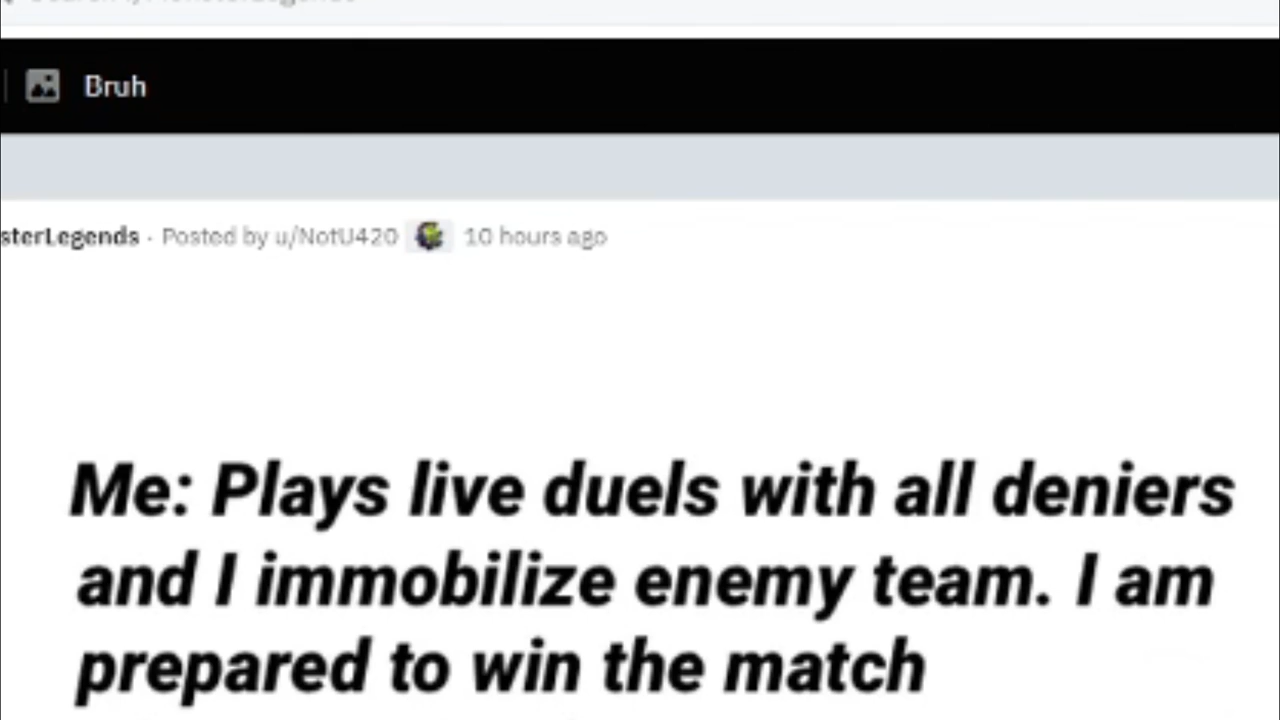 Bruh
sterLegends · Posted by u/NotU420 10 hours ago
Me: Plays live duels with all deniers
and I immobilize enemy team. I am
prepared to win the match